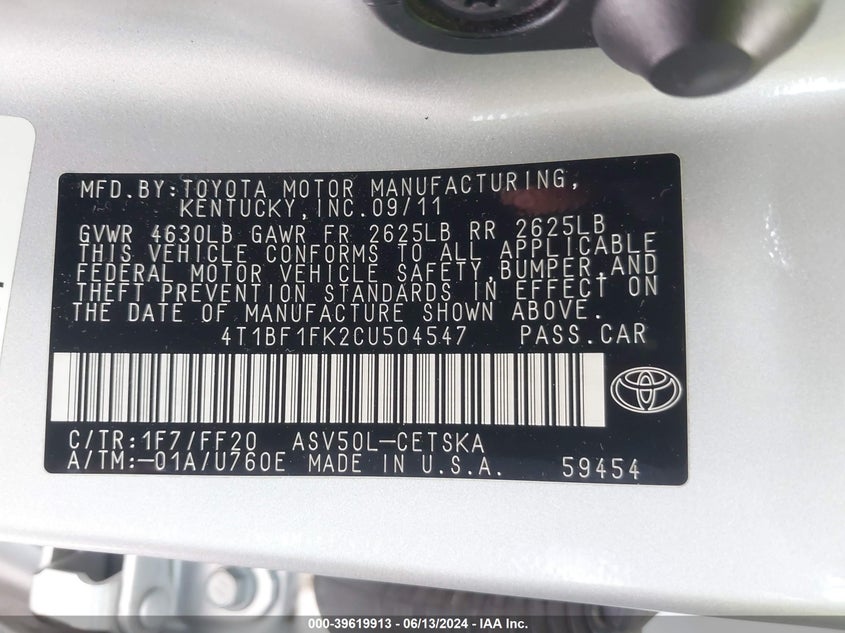 MFD.BY:TOYOTA MOTOR MANUFACTURING,
KENTUCKY,INC.09/11
GVWR 4630LB GAWR FR 2625LB RR 2625LB
THIS VEHICLE CONFORMS TO ALL APPLICABLE
FEDERAL MOTOR VEHICLE SAFETY,BUMPER,AND
THEFT PREVENTION STANDARDS IN EFFECT ON
THE DATE OF MANUFACTURE SHOWN ABOVE.
4T1BF1FK2CU504547 PASS.CAR
C/TR:1F7/FF20 ASV50L-CETSKA
A/TM:-01A/U760E MADE IN U.S.A. 59454
000-39619913 - 06/13/2024 - IAA Inc.